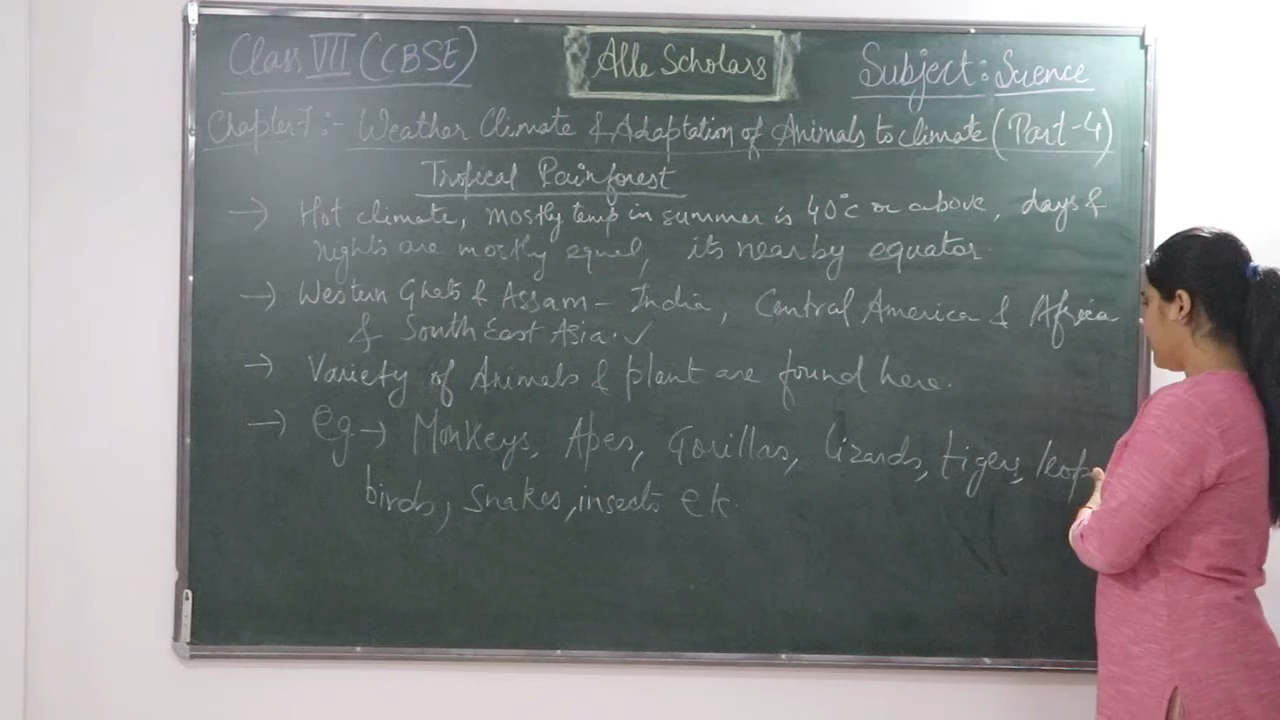 Class VII (CBSE)
Alle Scholars
Subject: Science
Chapter-7 :- Weather Climate & Adaptation of Animals to climate (Part-4)
Tropical Rainforest
→ Hot climate, mostly temp in summer is 40°c or above, days &
nights are mostly equal, its nearby equator.
→ Western Ghats & Assam - India, Central America & Africa
& South East Asia. ✓
→ Variety of Animals & plant are found here.
→ eg → Monkeys, Apes, Gorillas, lizards, tigers, leop
birds, snakes, insects etc.